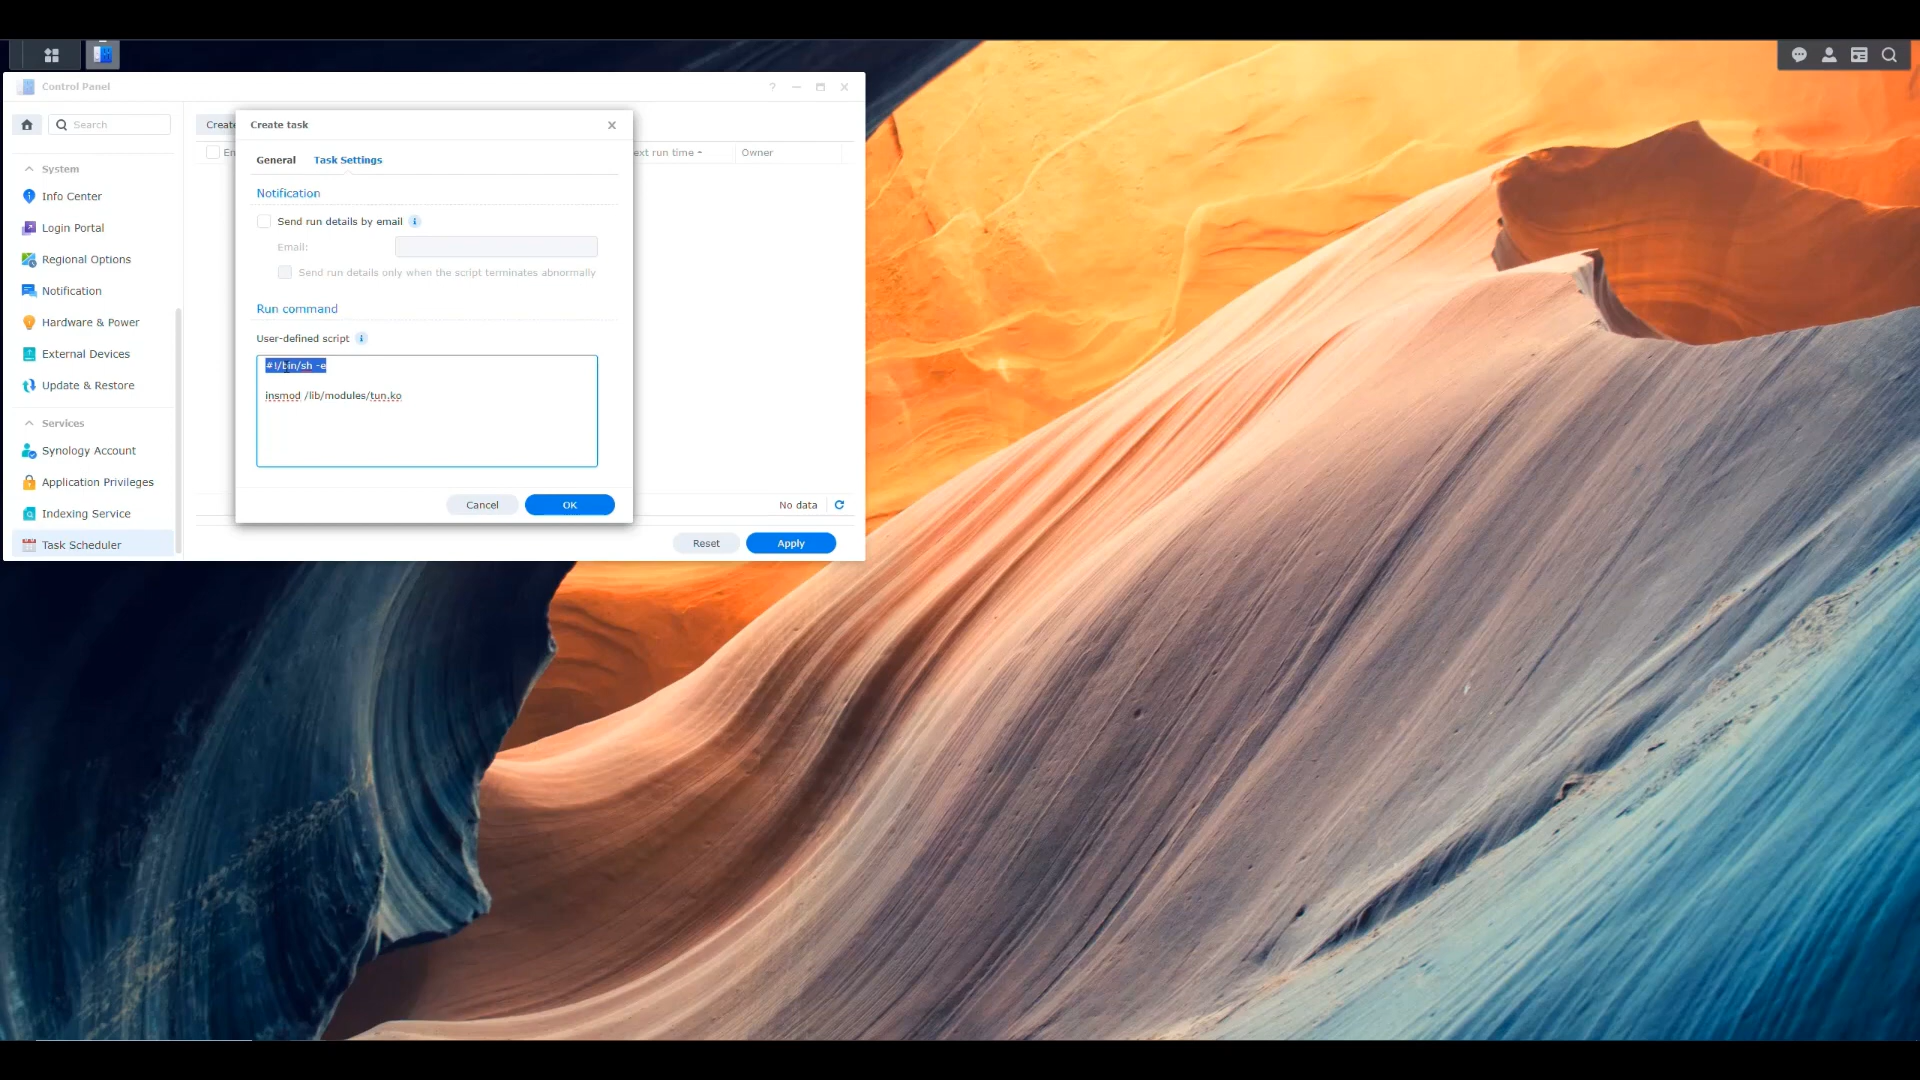 Control Panel
Search
System
Info Center
Login Portal
Regional Options
Notification
Hardware & Power
External Devices
Update & Restore
Services
Synology Account
Application Privileges
Indexing Service
Task Scheduler
Create
En
ext run time
Owner
Create task
General Task Settings
Notification
Send run details by email
Email:
Send run details only when the script terminates abnormally
Run command
User-defined script
#!/bin/sh -e
insmod /lib/modules/tun.ko
Cancel OK
No data
Reset Apply